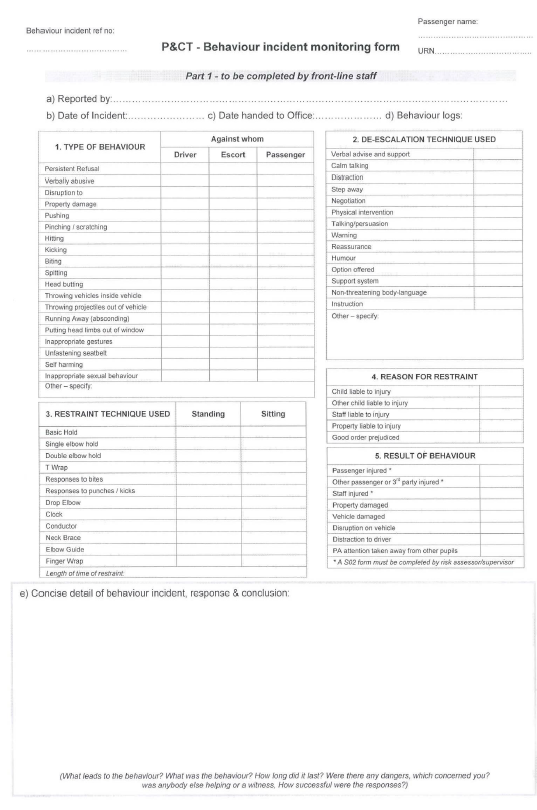 Behaviour incident ref no:
Passenger name:
P&CT - Behaviour incident monitoring form
URN
Part 1 - to be completed by front-line staff
a) Reported by:
b) Date of Incident: c) Date handed to Office: d) Behaviour logs:
1. TYPE OF BEHAVIOUR
Against whom
Driver Escort Passenger
Persistent Refusal
Verbally abusive
Disruption to
Property damage
Pushing
Pinching / scratching
Hitting
Kicking
Biting
Spitting
Head butting
Throwing vehicles inside vehicle
Throwing projectiles out of vehicle
Running Away (absconding)
Putting head limbs out of window
Inappropriate gestures
Unfastening seatbelt
Self harming
Inappropriate sexual behaviour
Other – specify:
2. DE-ESCALATION TECHNIQUE USED
Verbal advise and support
Calm talking
Distraction
Step away
Negotiation
Physical intervention
Talking/persuasion
Warning
Reassurance
Humour
Option offered
Support system
Non-threatening body-language
Instruction
Other – specify:
3. RESTRAINT TECHNIQUE USED Standing Sitting
Basic Hold
Single elbow hold
Double elbow hold
T Wrap
Responses to bites
Responses to punches / kicks
Drop Elbow
Clock
Conductor
Neck Brace
Elbow Guide
Finger Wrap
Length of time of restraint:
4. REASON FOR RESTRAINT
Child liable to injury
Other child liable to injury
Staff liable to injury
Property liable to injury
Good order prejudiced
5. RESULT OF BEHAVIOUR
Passenger injured *
Other passenger or 3rd party injured *
Staff injured *
Property damaged
Vehicle damaged
Disruption on vehicle
Distraction to driver
PA attention taken away from other pupils
* A S02 form must be completed by risk assessor/supervisor
e) Concise detail of behaviour incident, response & conclusion:
(What leads to the behaviour? What was the behaviour? How long did it last? Were there any dangers, which concerned you?
was anybody else helping or a witness, How successful were the responses?)